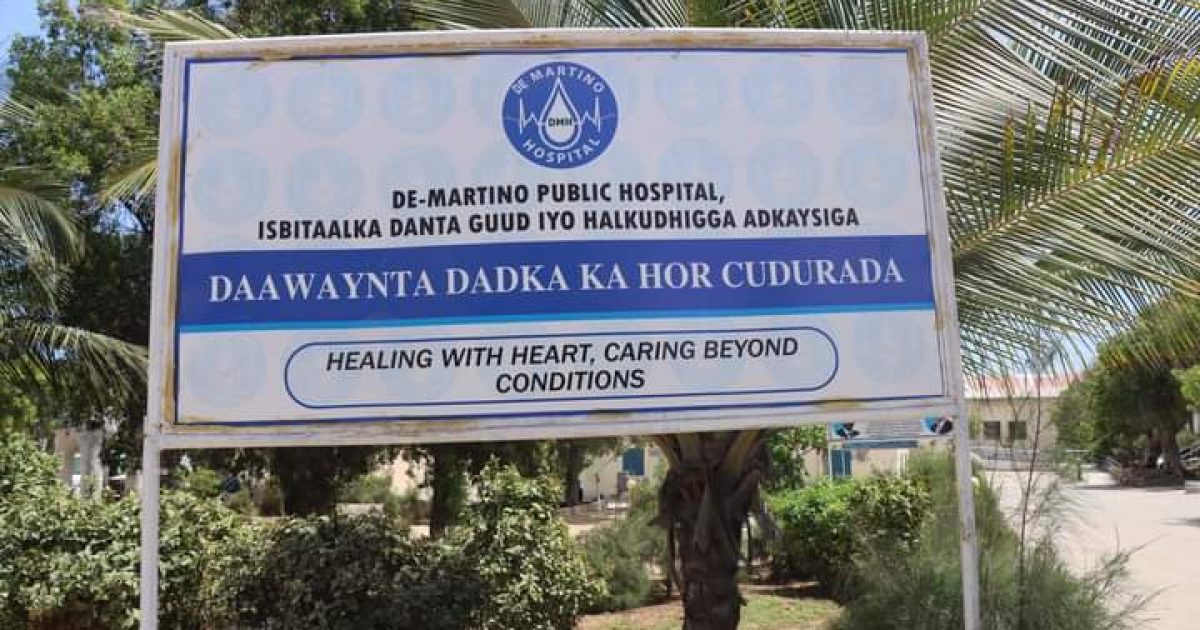 DE MARTINO
DMH
HOSPITAL
DE-MARTINO PUBLIC HOSPITAL,
ISBITAALKA DANTA GUUD IYO HALKUDHIGGA ADKAYSIGA
DAAWAYNTA DADKA KA HOR CUDURADA
HEALING WITH HEART, CARING BEYOND
CONDITIONS